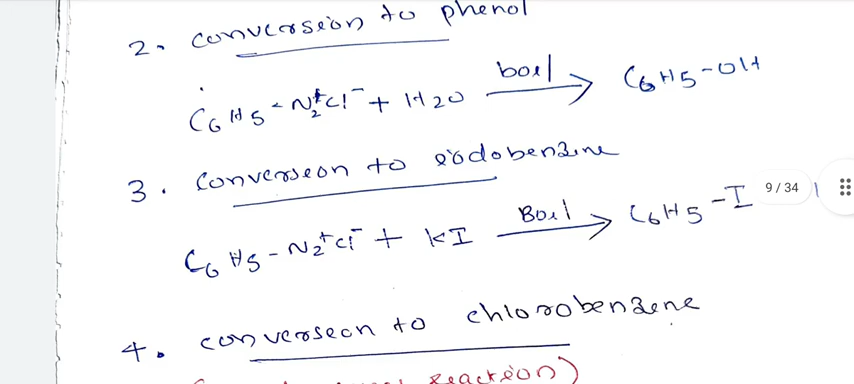 2. conversion to phenol
C6H5-N2+Cl- + H2O boil → C6H5-OH
3. conversion to iodobenzene
9 / 34
C6H5-N2+Cl- + KI Boil → C6H5-I
4. conversion to chlorobenzene
reaction)